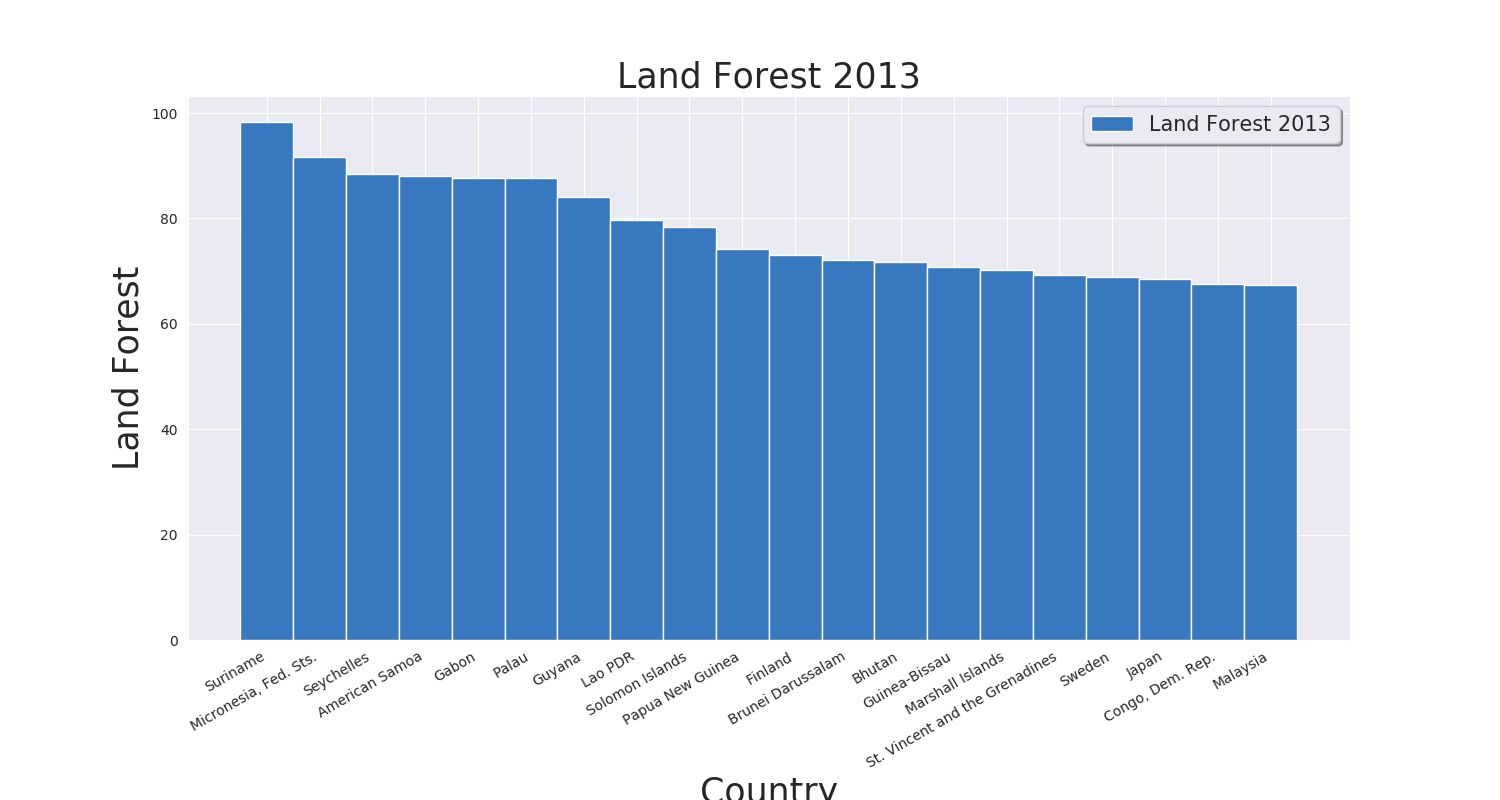 Land Forest 2013
Land Forest 2013
100
80
60
40
20
0
Land Forest
Suriname
Micronesia, Fed. Sts.
Seychelles
American Samoa
Gabon
Palau
Guyana
Lao PDR
Solomon Islands
Papua New Guinea
Finland
Brunei Darussalam
Bhutan
Guinea-Bissau
Marshall Islands
St. Vincent and the Grenadines
Sweden
Japan
Congo, Dem. Rep.
Malaysia
Country